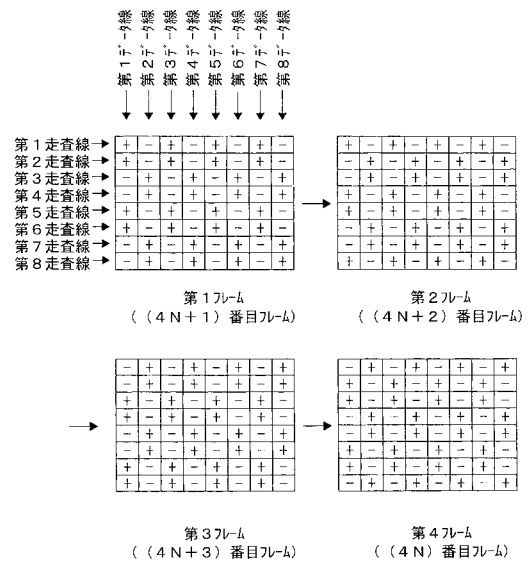 第1データ線
第2データ線
第3データ線
第4データ線
第5データ線
第6データ線
第7データ線
第8データ線
第1走査線 + − + − + − + −
第2走査線 + − + − + − + −
第3走査線 − + − + − + − +
第4走査線 − + − + − + − +
第5走査線 + − + − + − + −
第6走査線 + − + − + − + −
第7走査線 − + − + − + − +
第8走査線 − + − + − + − +
第1フレーム
((4N+1)番目フレーム)
+ − + − + − + −
− + − + − + − +
− + − + − + − +
+ − + − + − + −
+ − + − + − + −
− + − + − + − +
− + − + − + − +
+ − + − + − + −
第2フレーム
((4N+2)番目フレーム)
− + − + − + − +
− + − + − + − +
+ − + − + − + −
+ − + − + − + −
− + − + − + − +
− + − + − + − +
+ − + − + − + −
+ − + − + − + −
第3フレーム
((4N+3)番目フレーム)
− + − + − + − +
+ − + − + − + −
+ − + − + − + −
− + − + − + − +
− + − + − + − +
+ − + − + − + −
+ − + − + − + −
− + − + − + − +
第4フレーム
((4N)番目フレーム)